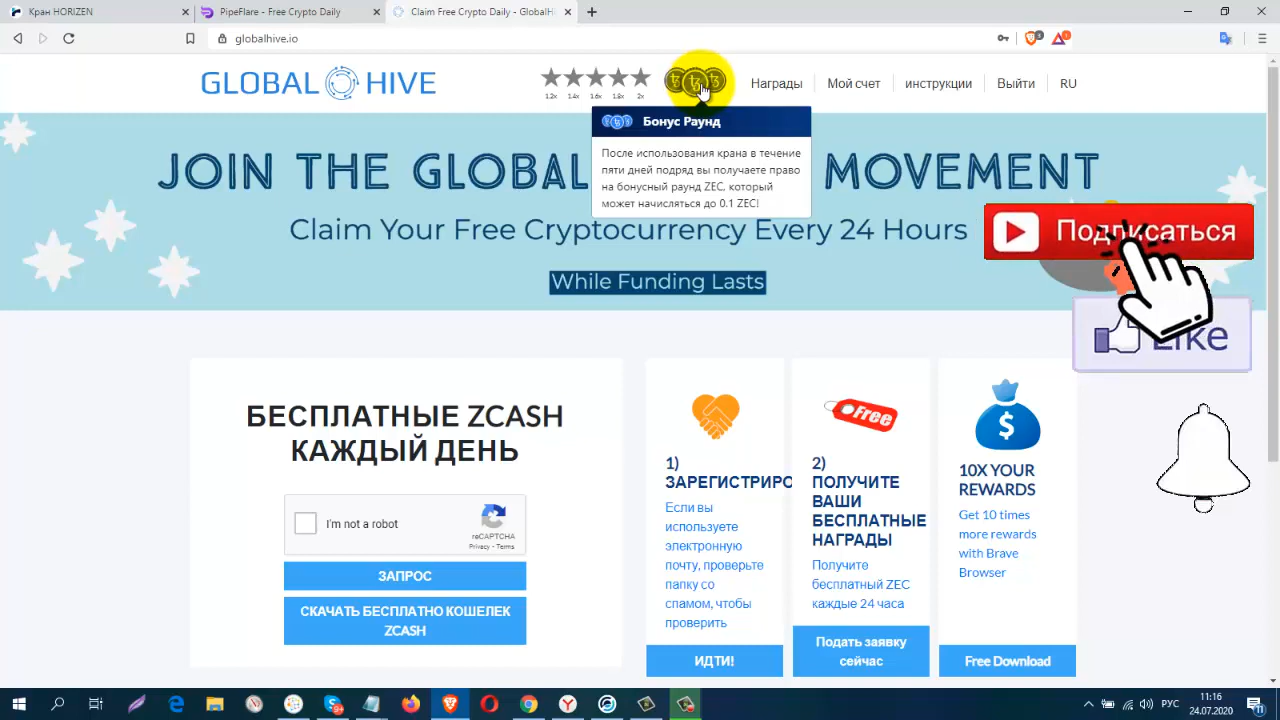 Кран HORIZEN
PipeFlare - Free Crypto Daily
Claim Free Crypto Daily - GlobalHi
globalhive.io
GLOBAL HIVE
1.2x 1.4x 1.6x 1.8x 2x
Награды
Мой счет
инструкции
Выйти
RU
Бонус Раунд
После использования крана в течение
пяти дней подряд вы получаете право
на бонусный раунд ZEC, который
может начисляться до 0.1 ZEC!
JOIN THE GLOBAL MOVEMENT
Claim Your Free Cryptocurrency Every 24 Hours
While Funding Lasts
Подписаться
Like
БЕСПЛАТНЫЕ ZCASH
КАЖДЫЙ ДЕНЬ
I'm not a robot
reCAPTCHA
Privacy - Terms
ЗАПРОС
СКАЧАТЬ БЕСПЛАТНО КОШЕЛЕК
ZCASH
1)
ЗАРЕГИСТРИРО
Если вы
используете
электронную
почту, проверьте
папку со
спамом, чтобы
проверить
ИДТИ!
Free
2)
ПОЛУЧИТЕ
ВАШИ
БЕСПЛАТНЫЕ
НАГРАДЫ
Получите
бесплатный ZEC
каждые 24 часа
Подать заявку
сейчас
$
10X YOUR
REWARDS
Get 10 times
more rewards
with Brave
Browser
Free Download
РУС
11:16
24.07.2020